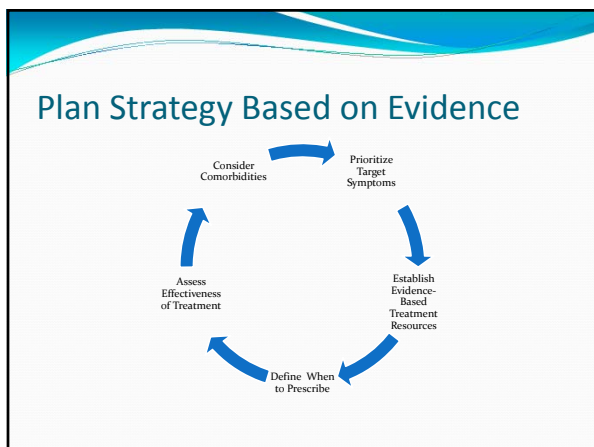 Plan Strategy Based on Evidence
Consider
Comorbidities
Prioritize
Target
Symptoms
Establish
Evidence-
Based
Treatment
Resources
Define When
to Prescribe
Assess
Effectiveness
of Treatment